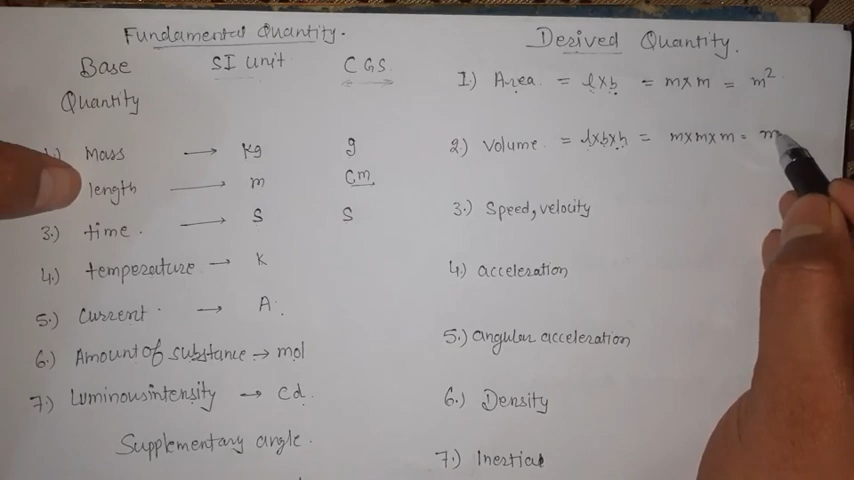 Fundamental Quantity.
Base Quantity
SI Unit
CGS
Mass → Kg g
length → m Cm
3.) time. → S S
4.) temperature → K
5.) Current. → A.
6.) Amount of substance → mol
7.) Luminous intensity → Cd.
Supplementary angle.
Derived Quantity.
1.) Area = l×b = m×m = m²
2.) Volume. = l×b×h = m×m×m = m
3.) Speed, velocity
4.) acceleration
5.) angular acceleration
6.) Density
7.) Inertia